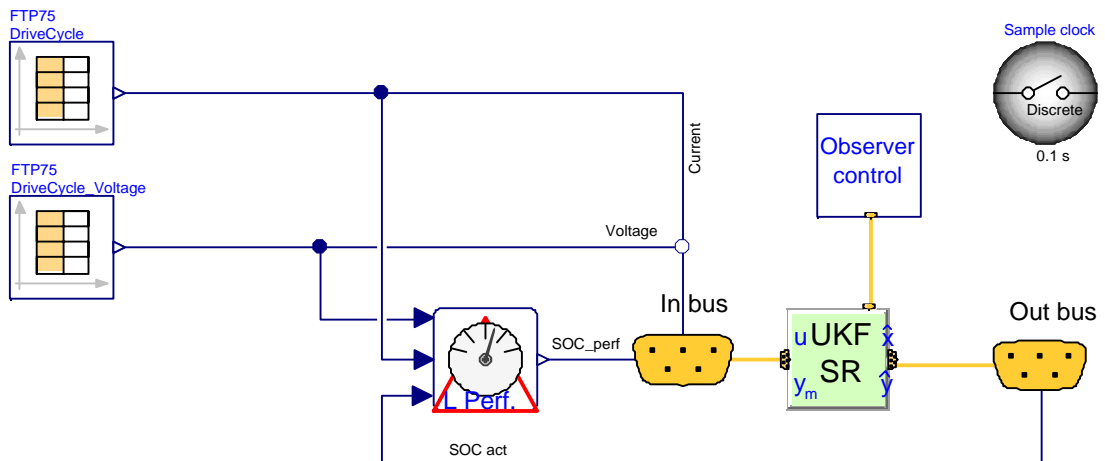 FTP75
DriveCycle
Sample clock
Discrete
0.1 s
Current
Observer
control
FTP75
DriveCycle_Voltage
Voltage
In bus
Out bus
SOC_perf
u UKF x̂
SR
yₘ ŷ
L Perf.
SOC act